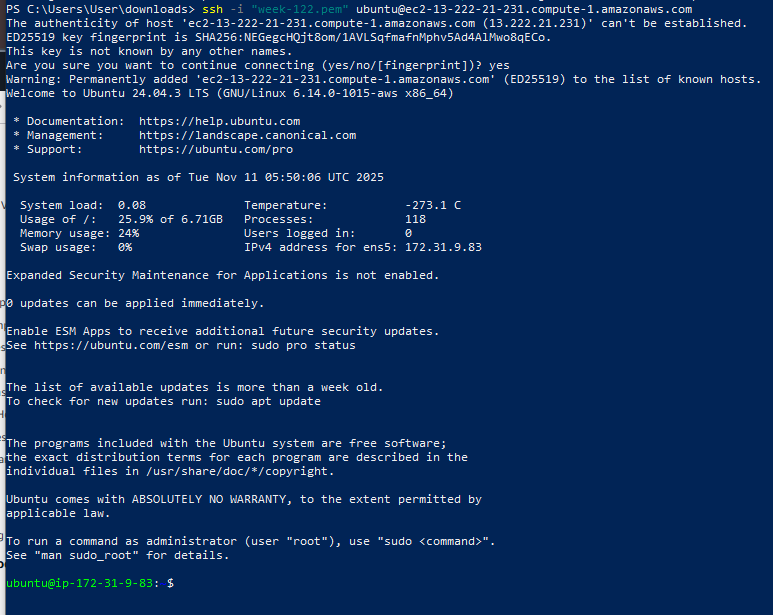 PS C:\Users\User\downloads> ssh -i "week-122.pem" ubuntu@ec2-13-222-21-231.compute-1.amazonaws.com
The authenticity of host 'ec2-13-222-21-231.compute-1.amazonaws.com (13.222.21.231)' can't be established.
ED25519 key fingerprint is SHA256:NEGegcHQjt8om/1AVLSqfmafnMphv5Ad4AlMwo8qECo.
This key is not known by any other names.
Are you sure you want to continue connecting (yes/no/[fingerprint])? yes
Warning: Permanently added 'ec2-13-222-21-231.compute-1.amazonaws.com' (ED25519) to the list of known hosts.
Welcome to Ubuntu 24.04.3 LTS (GNU/Linux 6.14.0-1015-aws x86_64)

 * Documentation:  https://help.ubuntu.com
 * Management:     https://landscape.canonical.com
 * Support:        https://ubuntu.com/pro

 System information as of Tue Nov 11 05:50:06 UTC 2025

  System load:  0.08              Temperature:           -273.1 C
  Usage of /:   25.9% of 6.71GB   Processes:             118
  Memory usage: 24%               Users logged in:       0
  Swap usage:   0%                IPv4 address for ens5: 172.31.9.83

Expanded Security Maintenance for Applications is not enabled.

0 updates can be applied immediately.

Enable ESM Apps to receive additional future security updates.
See https://ubuntu.com/esm or run: sudo pro status

The list of available updates is more than a week old.
To check for new updates run: sudo apt update

The programs included with the Ubuntu system are free software;
the exact distribution terms for each program are described in the
individual files in /usr/share/doc/*/copyright.

Ubuntu comes with ABSOLUTELY NO WARRANTY, to the extent permitted by
applicable law.

To run a command as administrator (user "root"), use "sudo <command>".
See "man sudo_root" for details.

ubuntu@ip-172-31-9-83: $